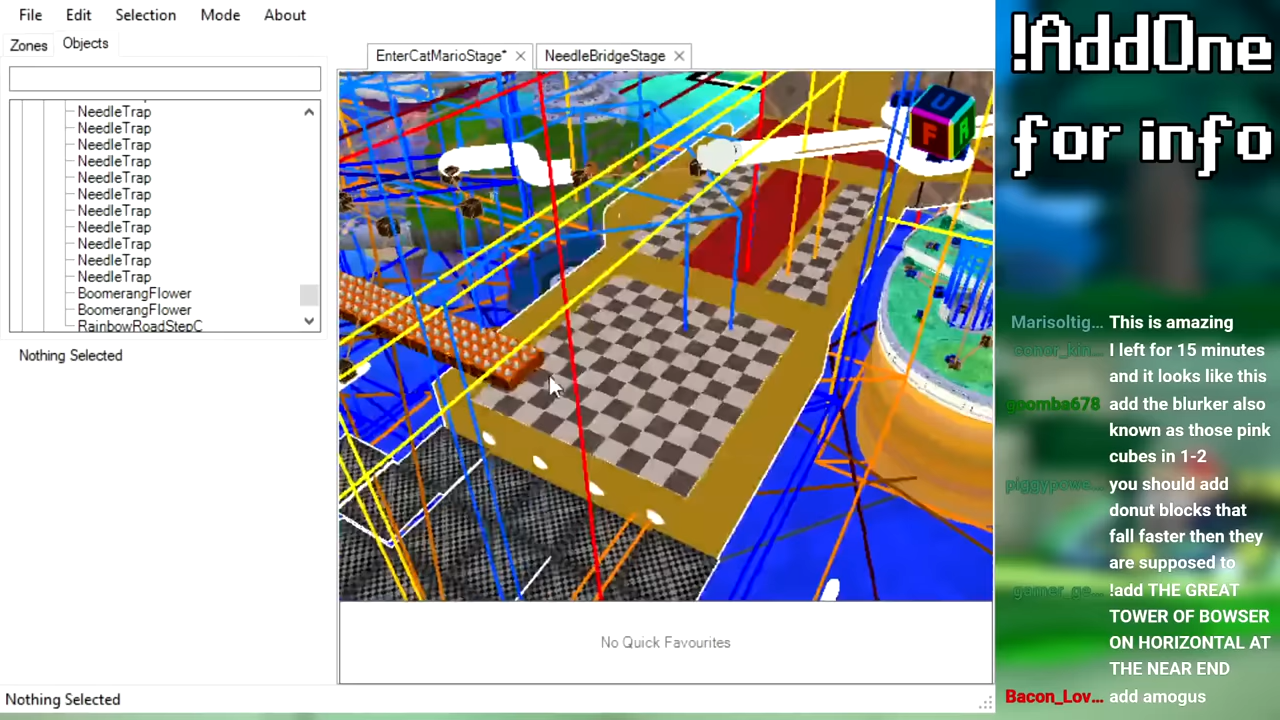 File Edit Selection Mode About
Zones Objects
EnterCatMarioStage* NeedleBridgeStage
NeedleTrap
NeedleTrap
NeedleTrap
NeedleTrap
NeedleTrap
NeedleTrap
NeedleTrap
NeedleTrap
NeedleTrap
NeedleTrap
NeedleTrap
BoomerangFlower
BoomerangFlower
RainbowRoadStepC
Nothing Selected
U
F R
No Quick Favourites
Nothing Selected
!AddOne
for info
Marisoltig... This is amazing
conor_kin... I left for 15 minutes
and it looks like this
goomba678 add the blurker also
known as those pink
cubes in 1-2
piggypowe... you should add
donut blocks that
fall faster then they
are supposed to
gamer_ge... !add THE GREAT
TOWER OF BOWSER
ON HORIZONTAL AT
THE NEAR END
Bacon_Lov... add amogus